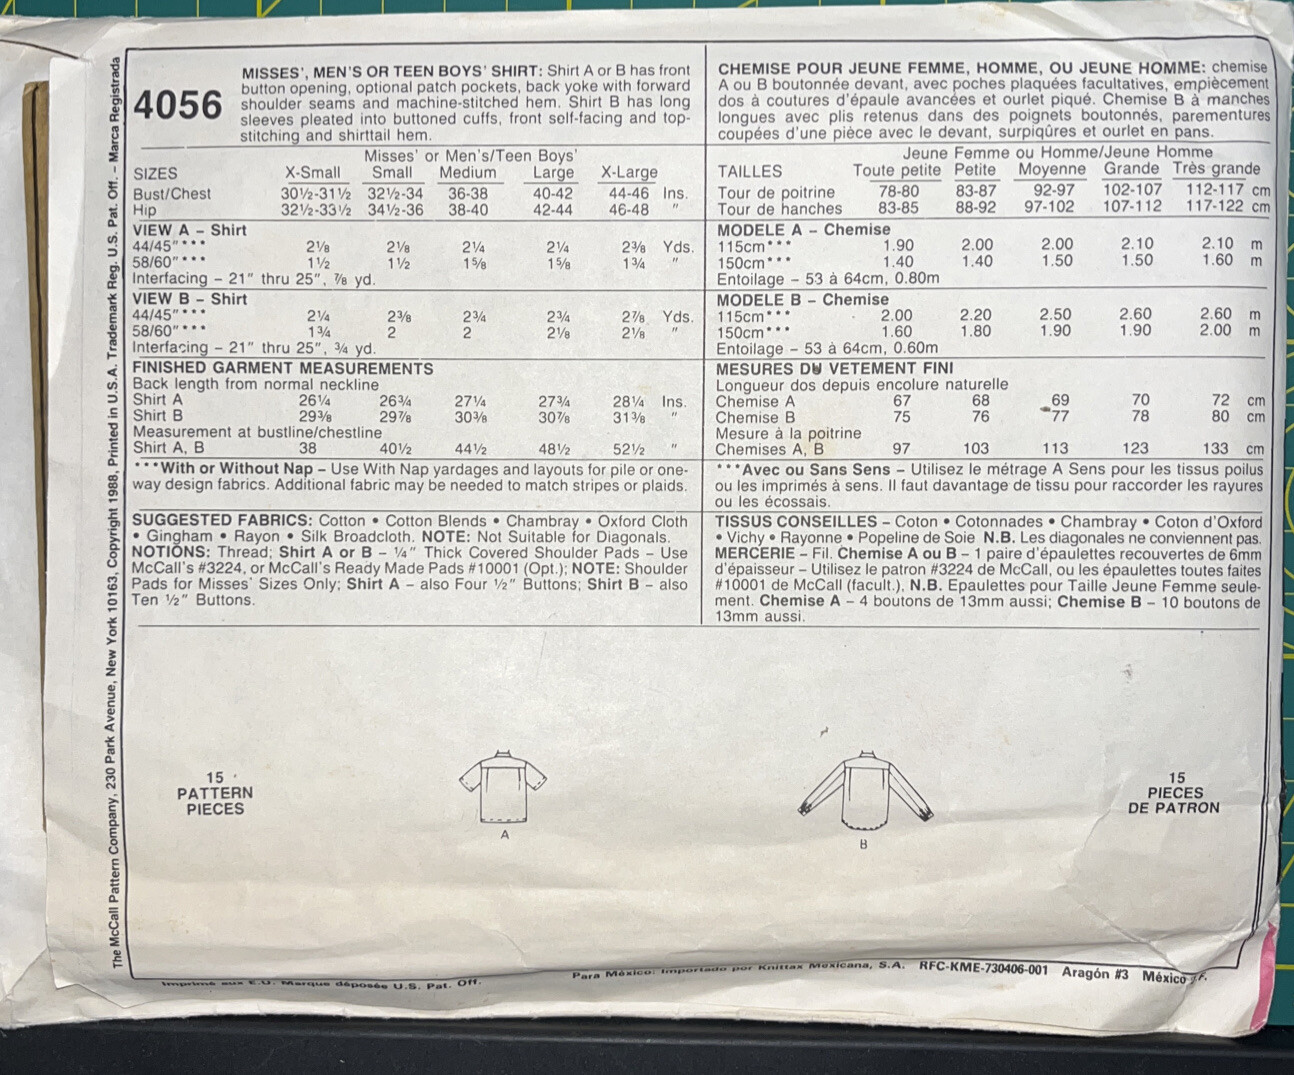 The McCall Pattern Company, 230 Park Avenue, New York 10163, Copyright 1988, Printed in U.S.A. Trademark Reg. U.S. Pat. Off. – Marca Registrada
4056
MISSES', MEN'S OR TEEN BOYS' SHIRT: Shirt A or B has front
button opening, optional patch pockets, back yoke with forward
shoulder seams and machine-stitched hem. Shirt B has long
sleeves pleated into buttoned cuffs, front self-facing and top-
stitching and shirttail hem.
Misses' or Men's/Teen Boys'
SIZES X-Small Small Medium Large X-Large
Bust/Chest 30½-31½ 32½-34 36-38 40-42 44-46 Ins.
Hip 32½-33½ 34½-36 38-40 42-44 46-48 "
VIEW A – Shirt
44/45"*** 2⅛ 2⅛ 2¼ 2¼ 2⅜ Yds.
58/60"*** 1½ 1½ 1⅝ 1⅝ 1¾ "
Interfacing – 21" thru 25", ⅞ yd.
VIEW B – Shirt
44/45"*** 2¼ 2⅜ 2¾ 2¾ 2⅞ Yds.
58/60"*** 1¾ 2 2 2⅛ 2⅛ "
Interfacing – 21" thru 25", ¾ yd.
FINISHED GARMENT MEASUREMENTS
Back length from normal neckline
Shirt A 26¼ 26¾ 27¼ 27¾ 28¼ Ins.
Shirt B 29⅜ 29⅞ 30⅜ 30⅞ 31⅜ "
Measurement at bustline/chestline
Shirt A, B 38 40½ 44½ 48½ 52½ "
***With or Without Nap – Use With Nap yardages and layouts for pile or one-
way design fabrics. Additional fabric may be needed to match stripes or plaids.
SUGGESTED FABRICS: Cotton • Cotton Blends • Chambray • Oxford Cloth
• Gingham • Rayon • Silk Broadcloth. NOTE: Not Suitable for Diagonals.
NOTIONS: Thread; Shirt A or B – ¼" Thick Covered Shoulder Pads – Use
McCall's #3224, or McCall's Ready Made Pads #10001 (Opt.); NOTE: Shoulder
Pads for Misses' Sizes Only; Shirt A – also Four ½" Buttons; Shirt B – also
Ten ½" Buttons.
CHEMISE POUR JEUNE FEMME, HOMME, OU JEUNE HOMME: chemise
A ou B boutonnée devant, avec poches plaquées facultatives, empiècement
dos à coutures d'épaule avancées et ourlet piqué. Chemise B à manches
longues avec plis retenus dans des poignets boutonnés, parementures
coupées d'une pièce avec le devant, surpiqûres et ourlet en pans.
Jeune Femme ou Homme/Jeune Homme
TAILLES Toute petite Petite Moyenne Grande Très grande
Tour de poitrine 78-80 83-87 92-97 102-107 112-117 cm
Tour de hanches 83-85 88-92 97-102 107-112 117-122 cm
MODELE A – Chemise
115cm*** 1.90 2.00 2.00 2.10 2.10 m
150cm*** 1.40 1.40 1.50 1.50 1.60 m
Entoilage – 53 à 64cm, 0.80m
MODELE B – Chemise
115cm*** 2.00 2.20 2.50 2.60 2.60 m
150cm*** 1.60 1.80 1.90 1.90 2.00 m
Entoilage – 53 à 64cm, 0.60m
MESURES DU VETEMENT FINI
Longueur dos depuis encolure naturelle
Chemise A 67 68 69 70 72 cm
Chemise B 75 76 77 78 80 cm
Mesure à la poitrine
Chemises A, B 97 103 113 123 133 cm
***Avec ou Sans Sens – Utilisez le métrage A Sens pour les tissus poilus
ou les imprimés à sens. Il faut davantage de tissu pour raccorder les rayures
ou les écossais.
TISSUS CONSEILLES – Coton • Cotonnades • Chambray • Coton d'Oxford
• Vichy • Rayonne • Popeline de Soie N.B. Les diagonales ne conviennent pas.
MERCERIE – Fil. Chemise A ou B – 1 paire d'épaulettes recouvertes de 6mm
d'épaisseur – Utilisez le patron #3224 de McCall, ou les épaulettes toutes faites
#10001 de McCall (facult.), N.B. Epaulettes pour Taille Jeune Femme seule-
ment. Chemise A – 4 boutons de 13mm aussi; Chemise B – 10 boutons de
13mm aussi.
15
PATTERN
PIECES
A
B
15
PIECES
DE PATRON
Imprimé aux E.U. Marque déposée U.S. Pat. Off.
Para México: Importado por Knittax Mexicana, S.A. RFC-KME-730406-001 Aragón #3 México